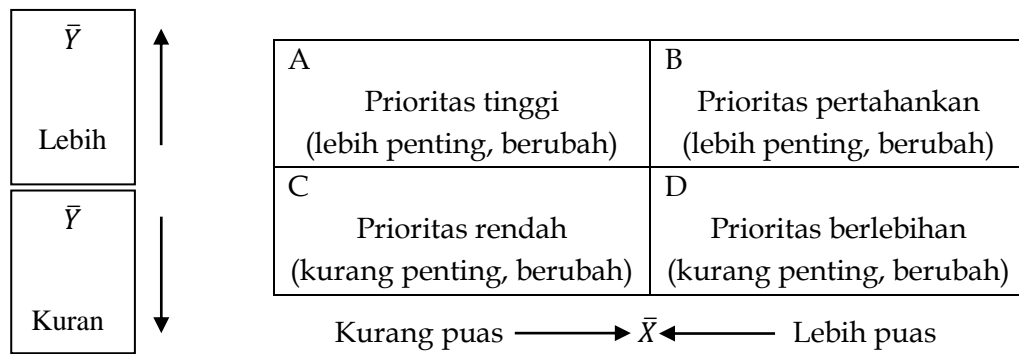 Ȳ
Lebih
Ȳ
Kuran
A
Prioritas tinggi
(lebih penting, berubah)
B
Prioritas pertahankan
(lebih penting, berubah)
C
Prioritas rendah
(kurang penting, berubah)
D
Prioritas berlebihan
(kurang penting, berubah)
Kurang puas X̄ Lebih puas